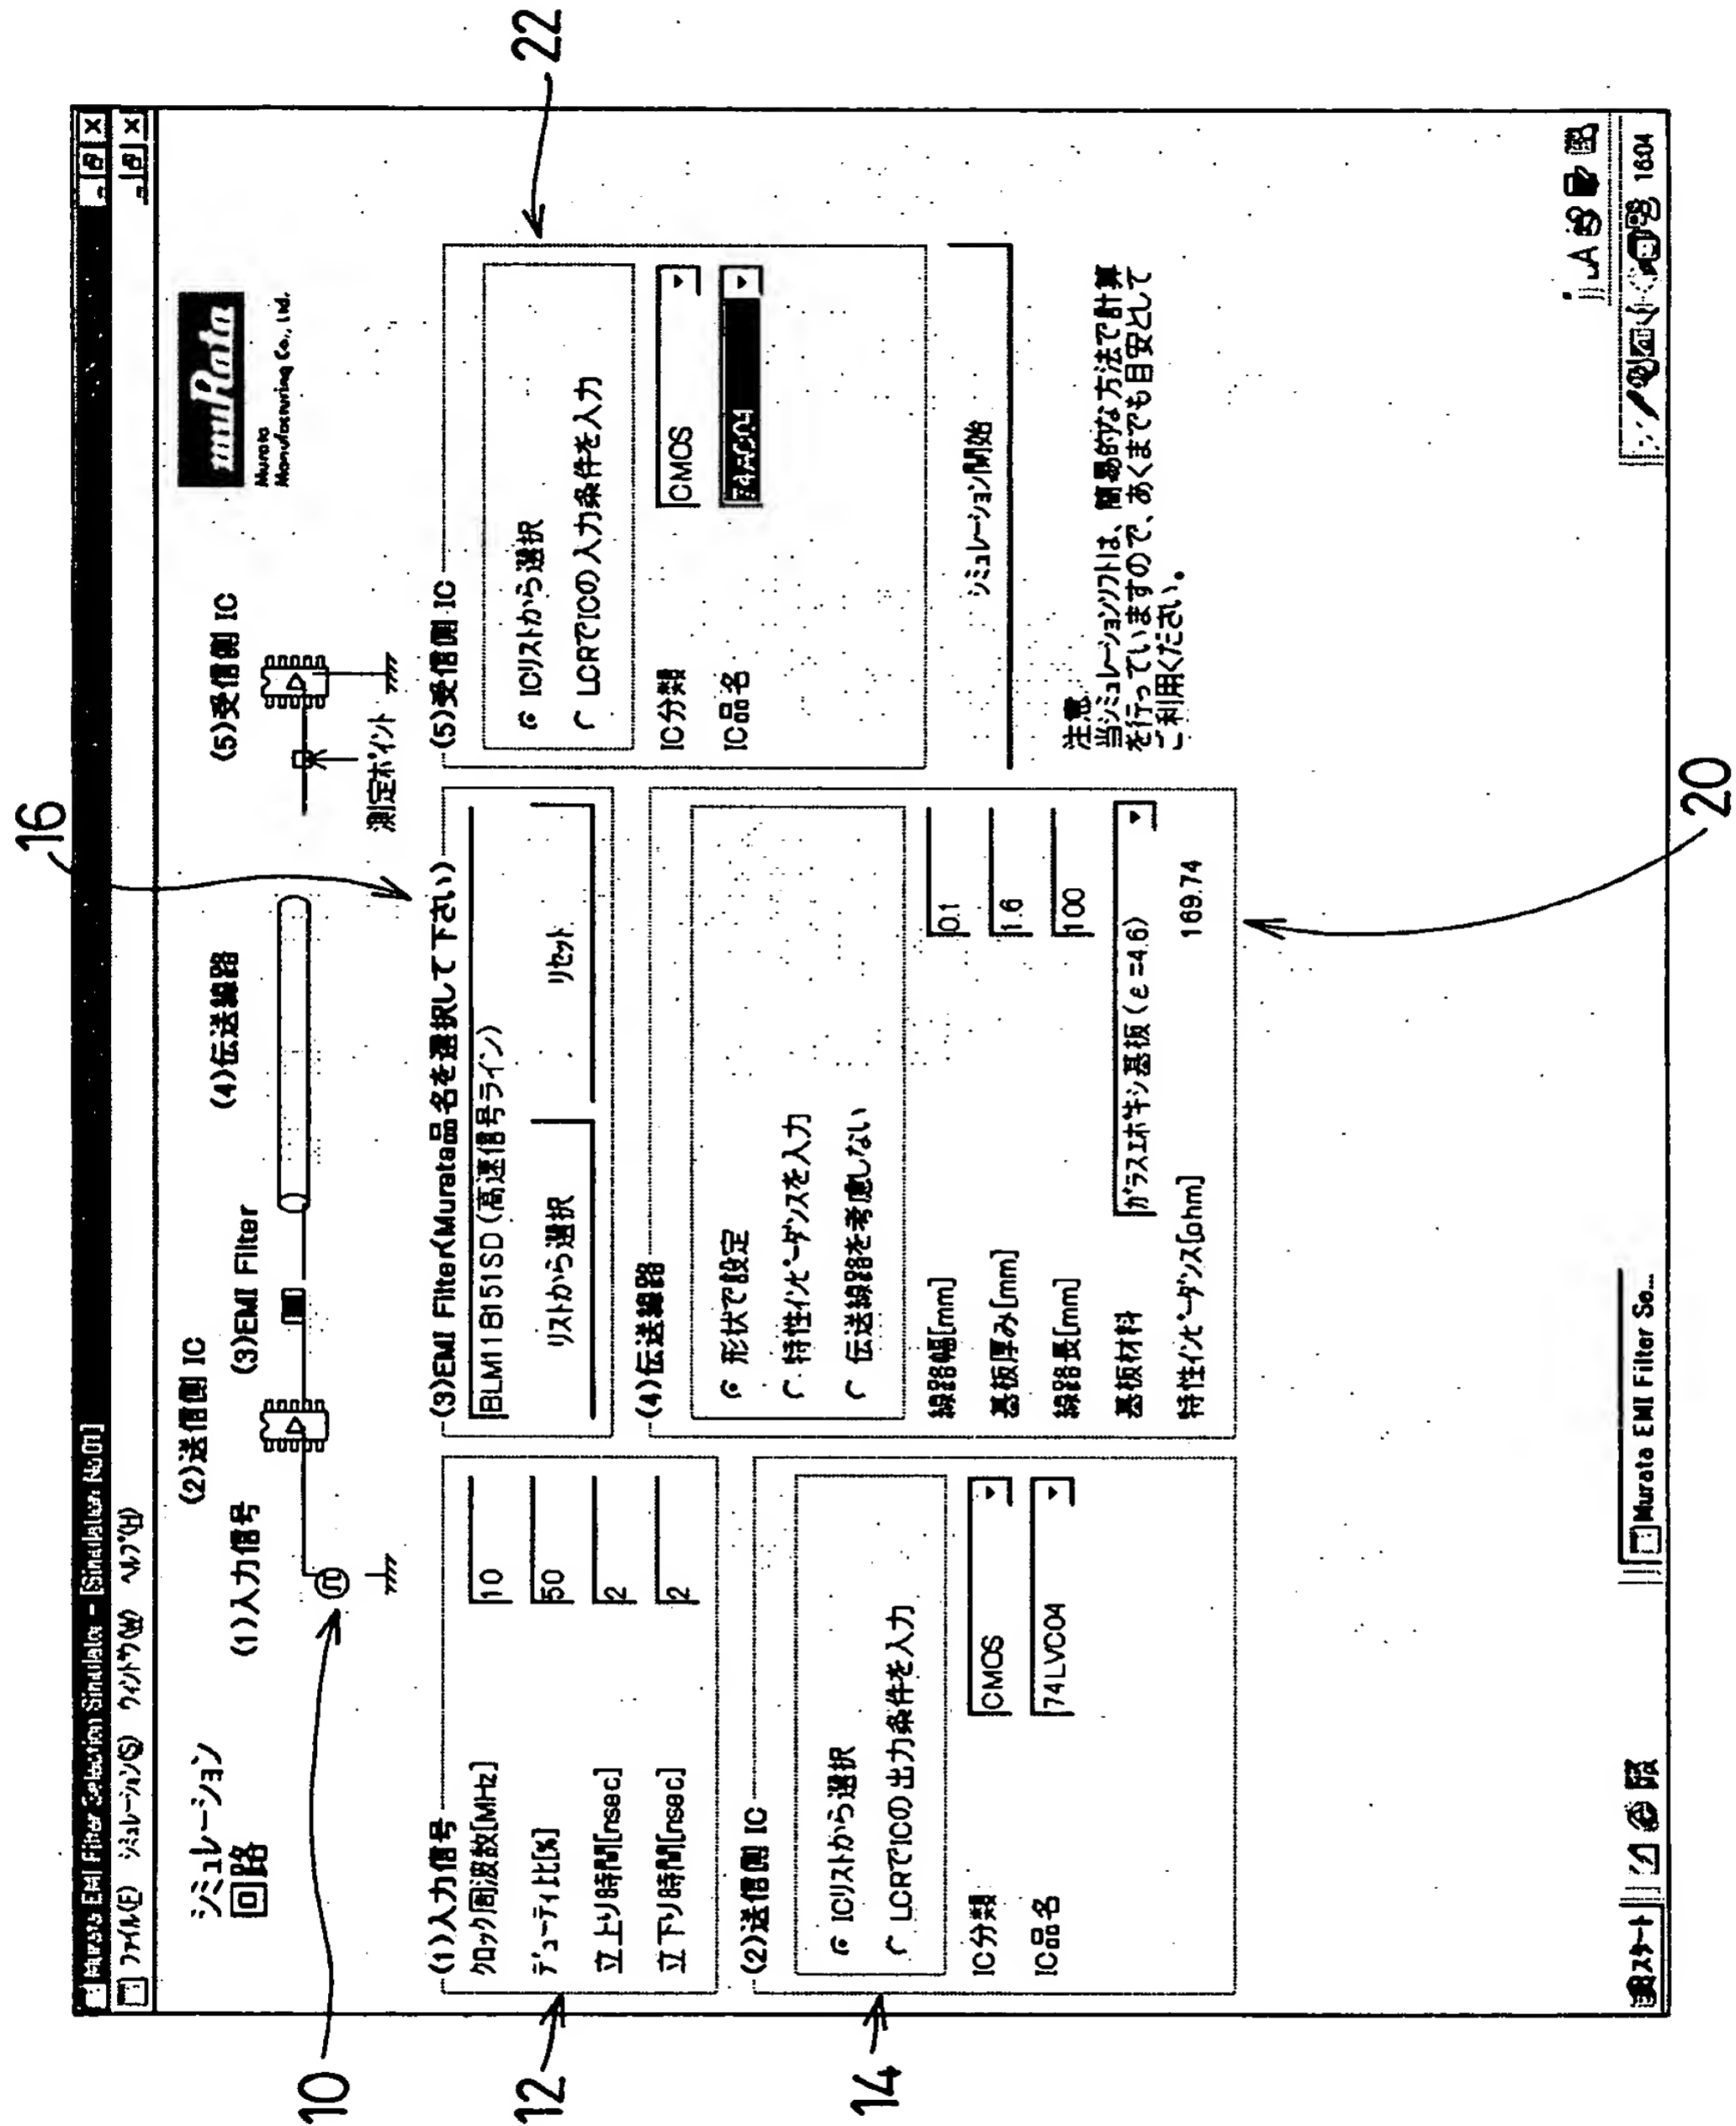 Murata EMI Filter Selection Simulator - [Simulator: No 01]
ファイル(F) シミュレーション(S) ウィンドウ(W) ヘルプ(H)
シミュレーション
回路
(1)入力信号
(2)送信側 IC
(3)EMI Filter
(4)伝送線路
(5)受信側 IC
測定ポイント
muRata
Murata
Manufacturing Co., Ltd.
10
16
22
(1)入力信号
クロック周波数[MHz] 10
デューティ比[%] 50
立上り時間[nsec] 2
立下り時間[nsec] 2
12
(2)送信側 IC
ICリストから選択
LCRでICの出力条件を入力
IC分類 CMOS
IC品名 74LVC04
14
(3)EMI Filter(Murata品名を選択して下さい)
BLM11B151SD(高速信号ライン)
リストから選択 リセット
(4)伝送線路
形状で設定
特性インピーダンスを入力
伝送線路を考慮しない
線路幅[mm] 0.1
基板厚み[mm] 1.6
線路長[mm] 100
基板材料 ガラスエポキシ基板(ε=4.6)
特性インピーダンス[ohm] 169.74
20
(5)受信側 IC
ICリストから選択
LCRでICの入力条件を入力
IC分類 CMOS
IC品名
シミュレーション開始
注意
当シミュレーションソフトは、簡易的な方法で計算
を行っていますので、あくまでも目安として
ご利用ください。
スタート
Murata EMI Filter Se...
16:04